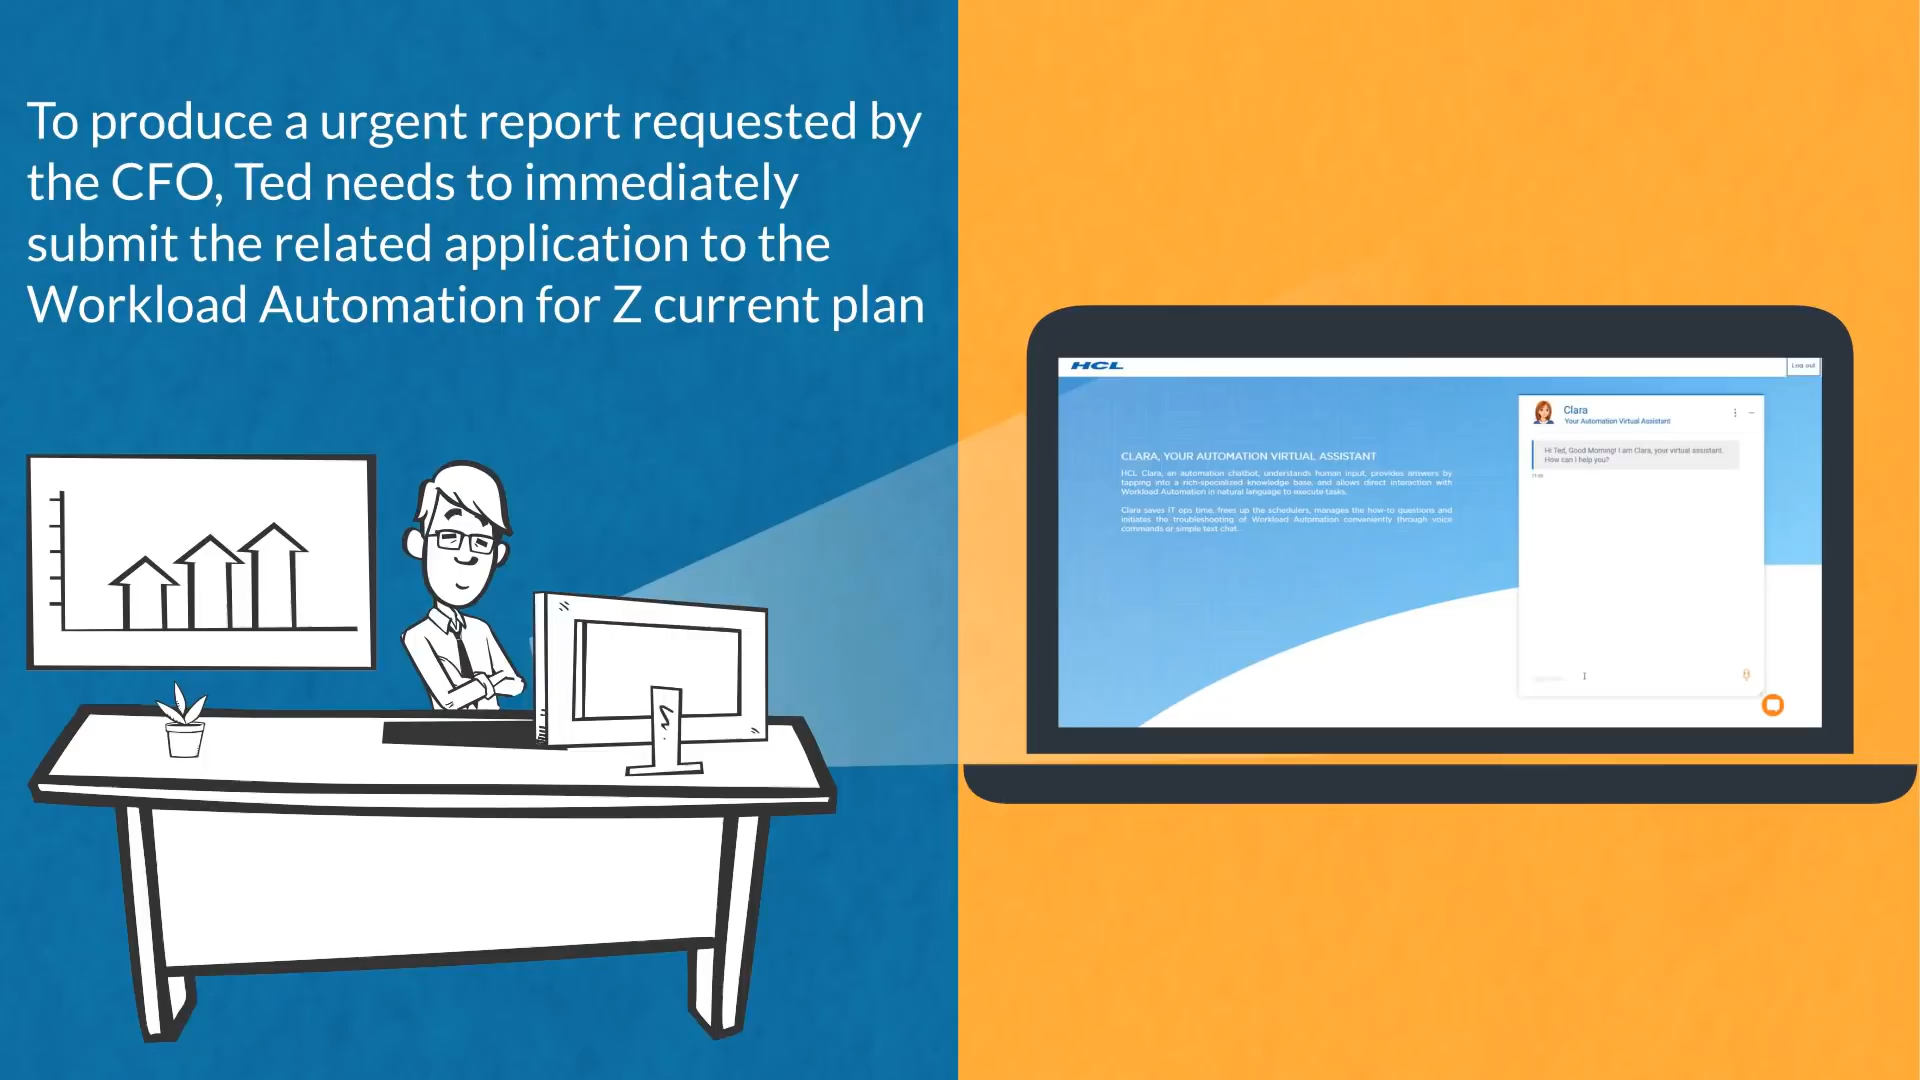 To produce a urgent report requested by
the CFO, Ted needs to immediately
submit the related application to the
Workload Automation for Z current plan
HCL
Log out
CLARA, YOUR AUTOMATION VIRTUAL ASSISTANT
HCL Clara, an automation chatbot, understands human input, provides answers by
tapping into a rich-specialized knowledge base, and allows direct interaction with
Workload Automation in natural language to execute tasks.
Clara saves IT ops time, frees up the schedulers, manages the how-to questions and
initiates the troubleshooting of Workload Automation conveniently through voice
commands or simple text chat.
Clara
Your Automation Virtual Assistant
Hi Ted, Good Morning! I am Clara, your virtual assistant.
How can I help you?